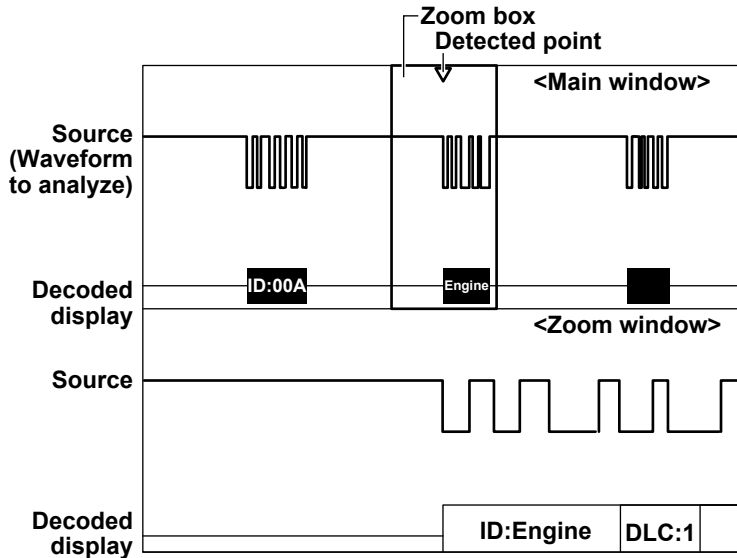 Zoom box
Detected point
<Main window>
Source
(Waveform
to analyze)
ID:00A
Engine
Decoded
display
<Zoom window>
Source
Decoded
display
ID:Engine
DLC:1